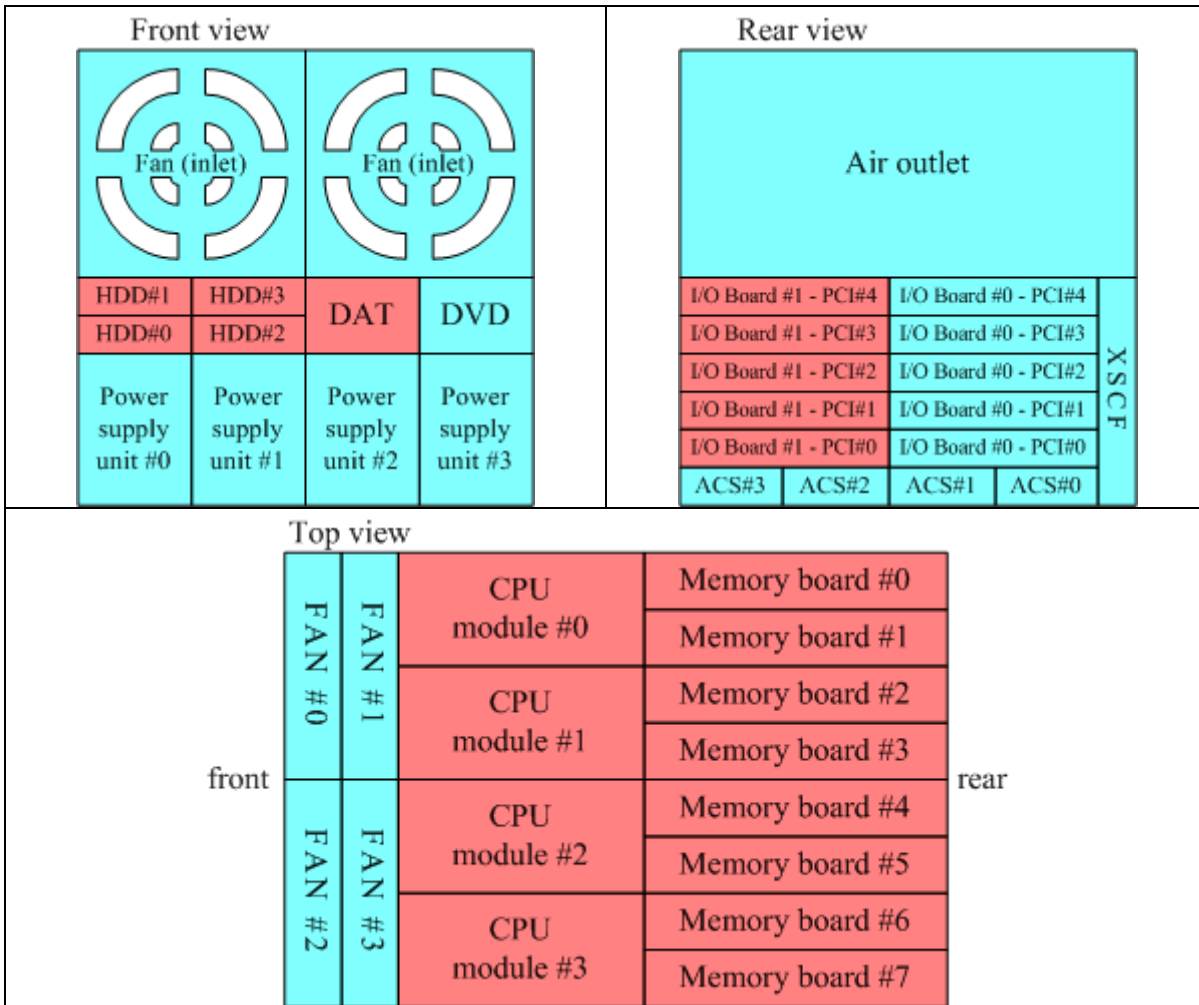 Front view
Fan (inlet)
Fan (inlet)
HDD#1
HDD#3
HDD#0
HDD#2
DAT
DVD
Power
supply
unit #0
Power
supply
unit #1
Power
supply
unit #2
Power
supply
unit #3
Rear view
Air outlet
I/O Board #1 - PCI#4
I/O Board #0 - PCI#4
I/O Board #1 - PCI#3
I/O Board #0 - PCI#3
I/O Board #1 - PCI#2
I/O Board #0 - PCI#2
I/O Board #1 - PCI#1
I/O Board #0 - PCI#1
I/O Board #1 - PCI#0
I/O Board #0 - PCI#0
XSCF
ACS#3
ACS#2
ACS#1
ACS#0
Top view
front
FAN #0
FAN #1
FAN #2
FAN #3
CPU
module #0
CPU
module #1
CPU
module #2
CPU
module #3
Memory board #0
Memory board #1
Memory board #2
Memory board #3
Memory board #4
Memory board #5
Memory board #6
Memory board #7
rear